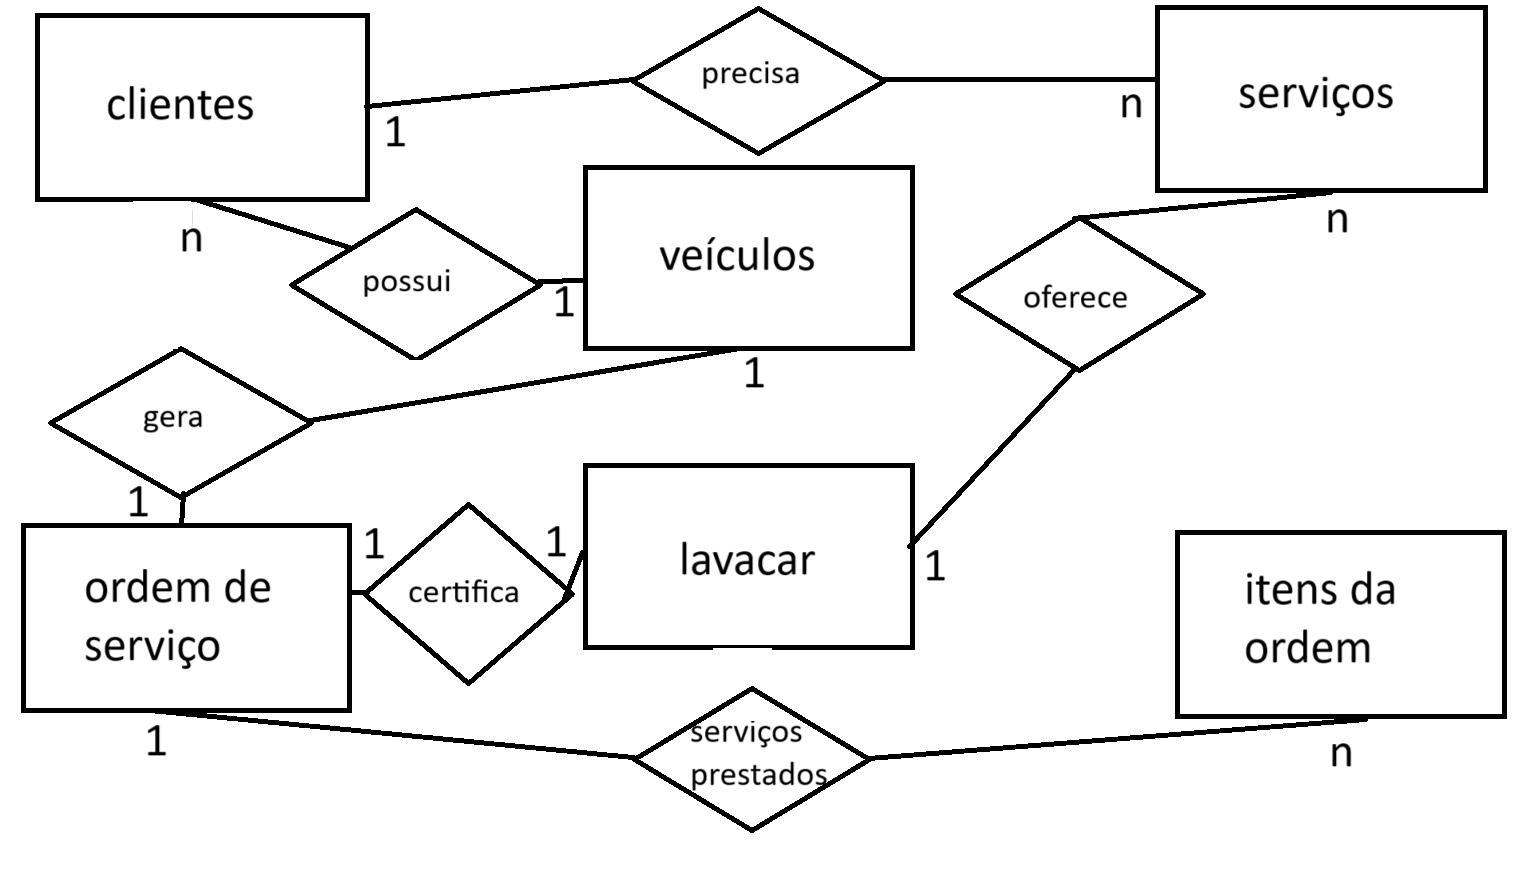 clientes
1
precisa
n
serviços
n
n
possui
1
veículos
oferece
1
gera
1
1
1
ordem de
serviço
certifica
lavacar
1
itens da
ordem
1
serviços
prestados
n